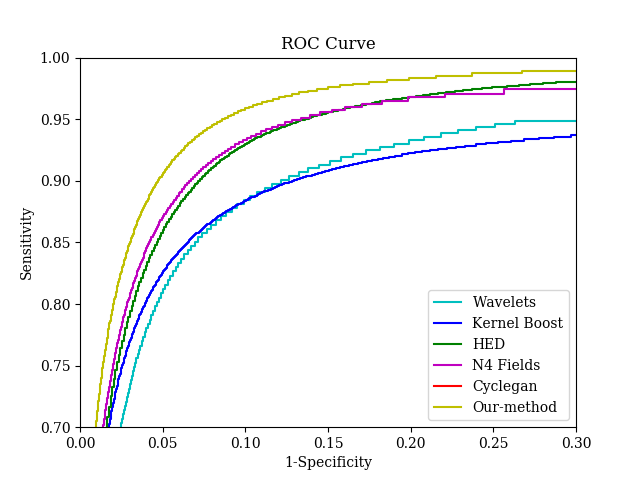 ROC Curve
1.00
0.95
0.90
0.85
0.80
0.75
0.70
Sensitivity
Wavelets
Kernel Boost
HED
N4 Fields
Cyclegan
Our-method
0.00 0.05 0.10 0.15 0.20 0.25 0.30
1-Specificity